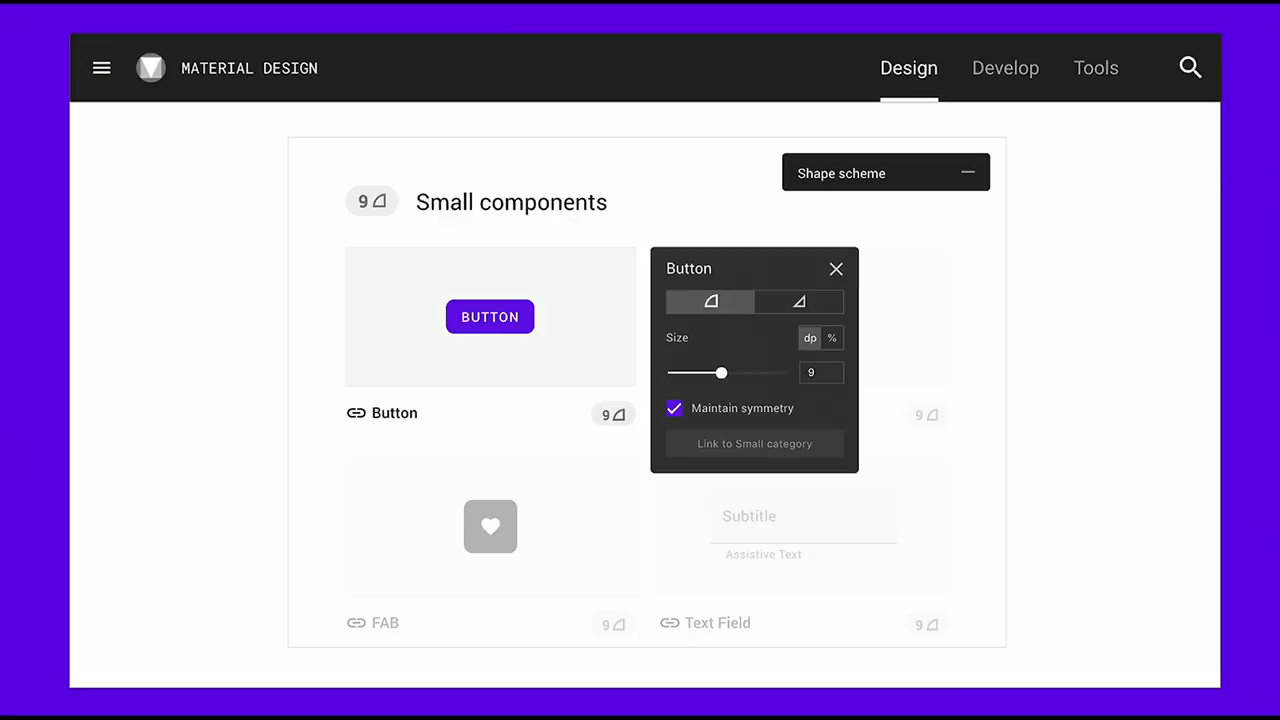 MATERIAL DESIGN
Design
Develop
Tools
Shape scheme
9
Small components
Button
BUTTON
Size
dp
%
9
Maintain symmetry
Link to Small category
Button
9
9
Subtitle
Assistive Text
FAB
9
Text Field
9